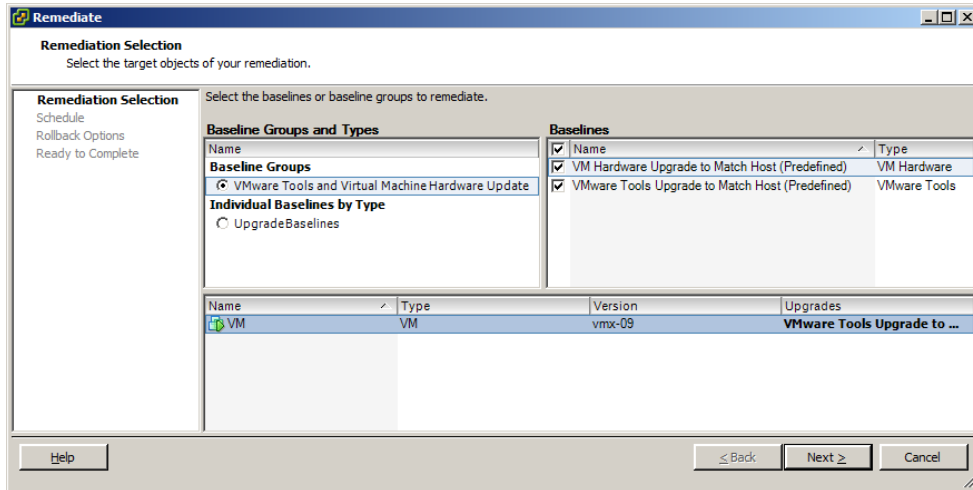 Remediate
Remediation Selection
Select the target objects of your remediation.
Remediation Selection
Schedule
Rollback Options
Ready to Complete
Select the baselines or baseline groups to remediate.
Baseline Groups and Types
Name
Baseline Groups
VMware Tools and Virtual Machine Hardware Update
Individual Baselines by Type
UpgradeBaselines
Baselines
Name Type
VM Hardware Upgrade to Match Host (Predefined) VM Hardware
VMware Tools Upgrade to Match Host (Predefined) VMware Tools
Name Type Version Upgrades
VM VM vmx-09 VMware Tools Upgrade to ...
Help
< Back
Next >
Cancel